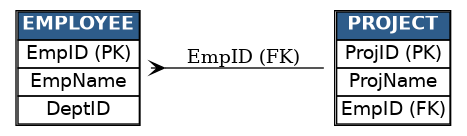 EMPLOYEE
EmpID (PK)
EmpName
DeptID
EmpID (FK)
PROJECT
ProjID (PK)
ProjName
EmpID (FK)